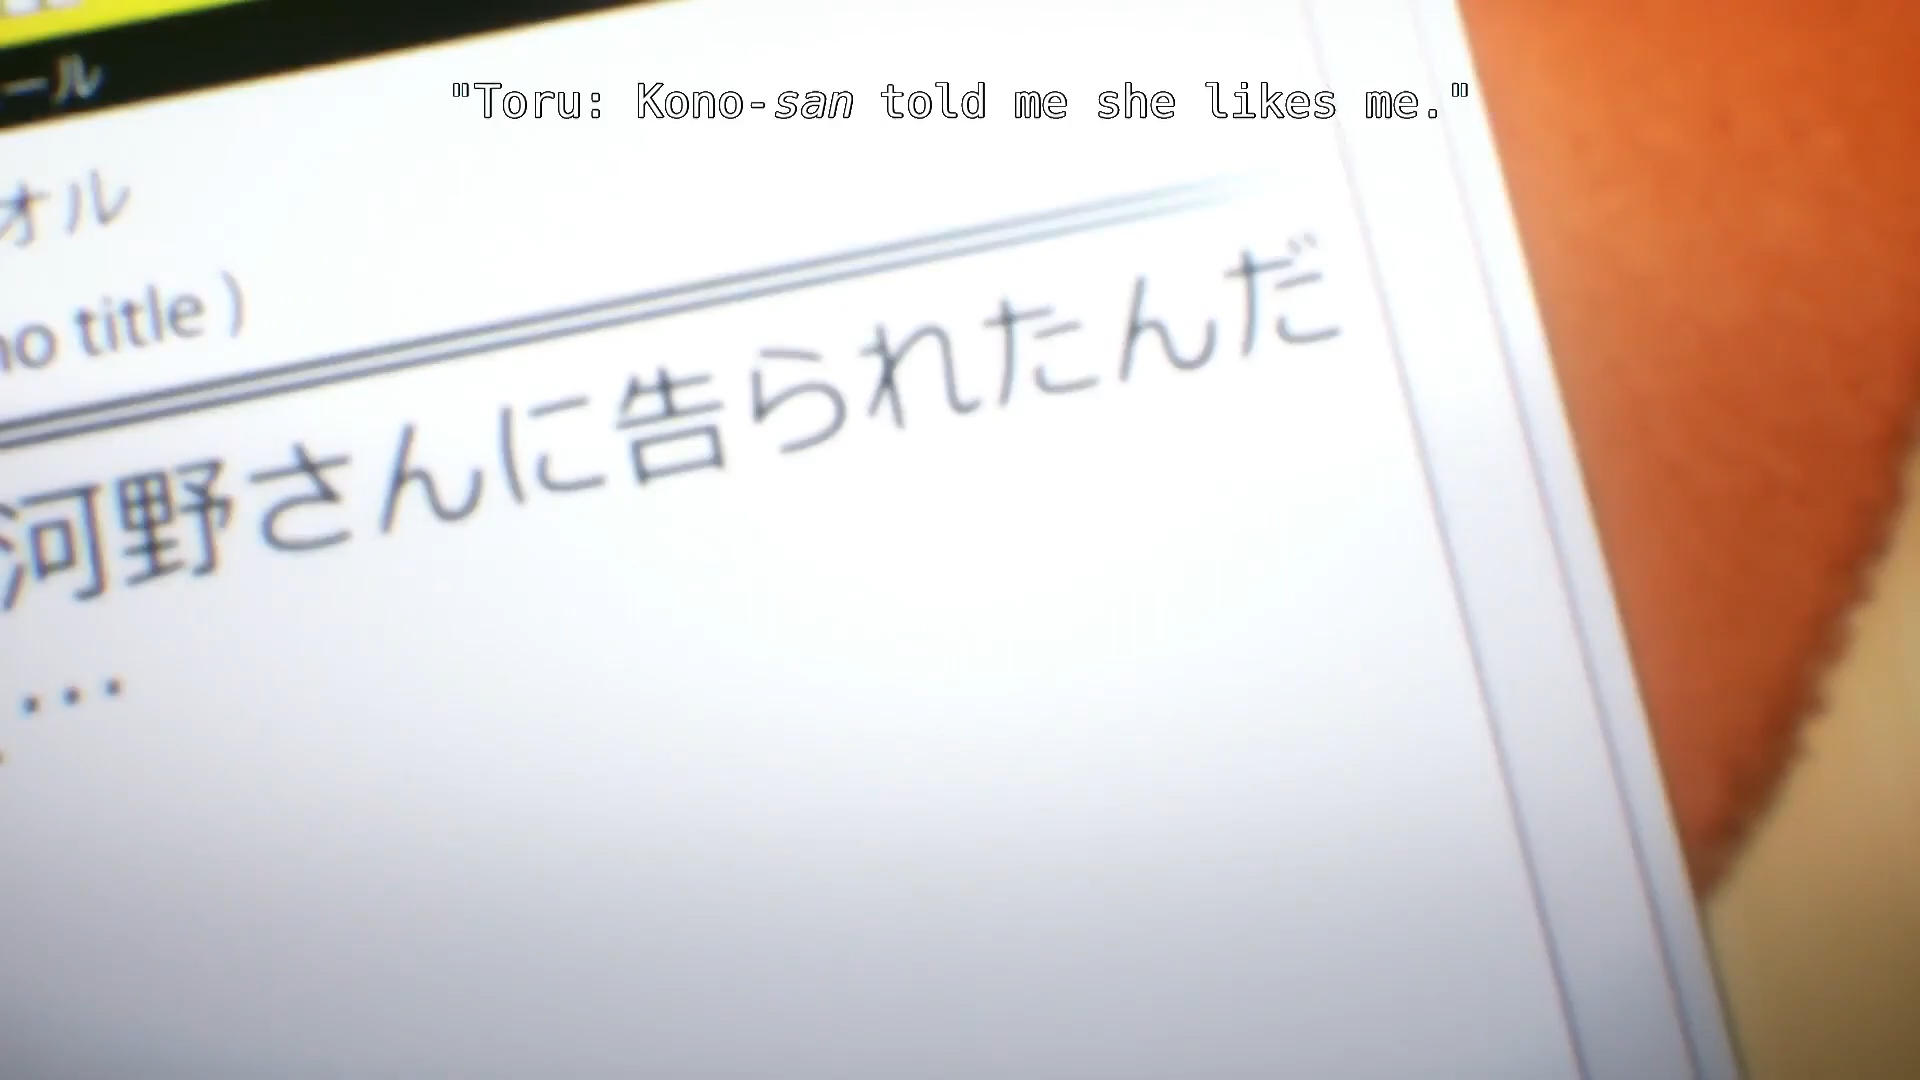 ール
"Toru: Kono-san told me she likes me."
オル
no title )
河野さんに告られたんだ
...